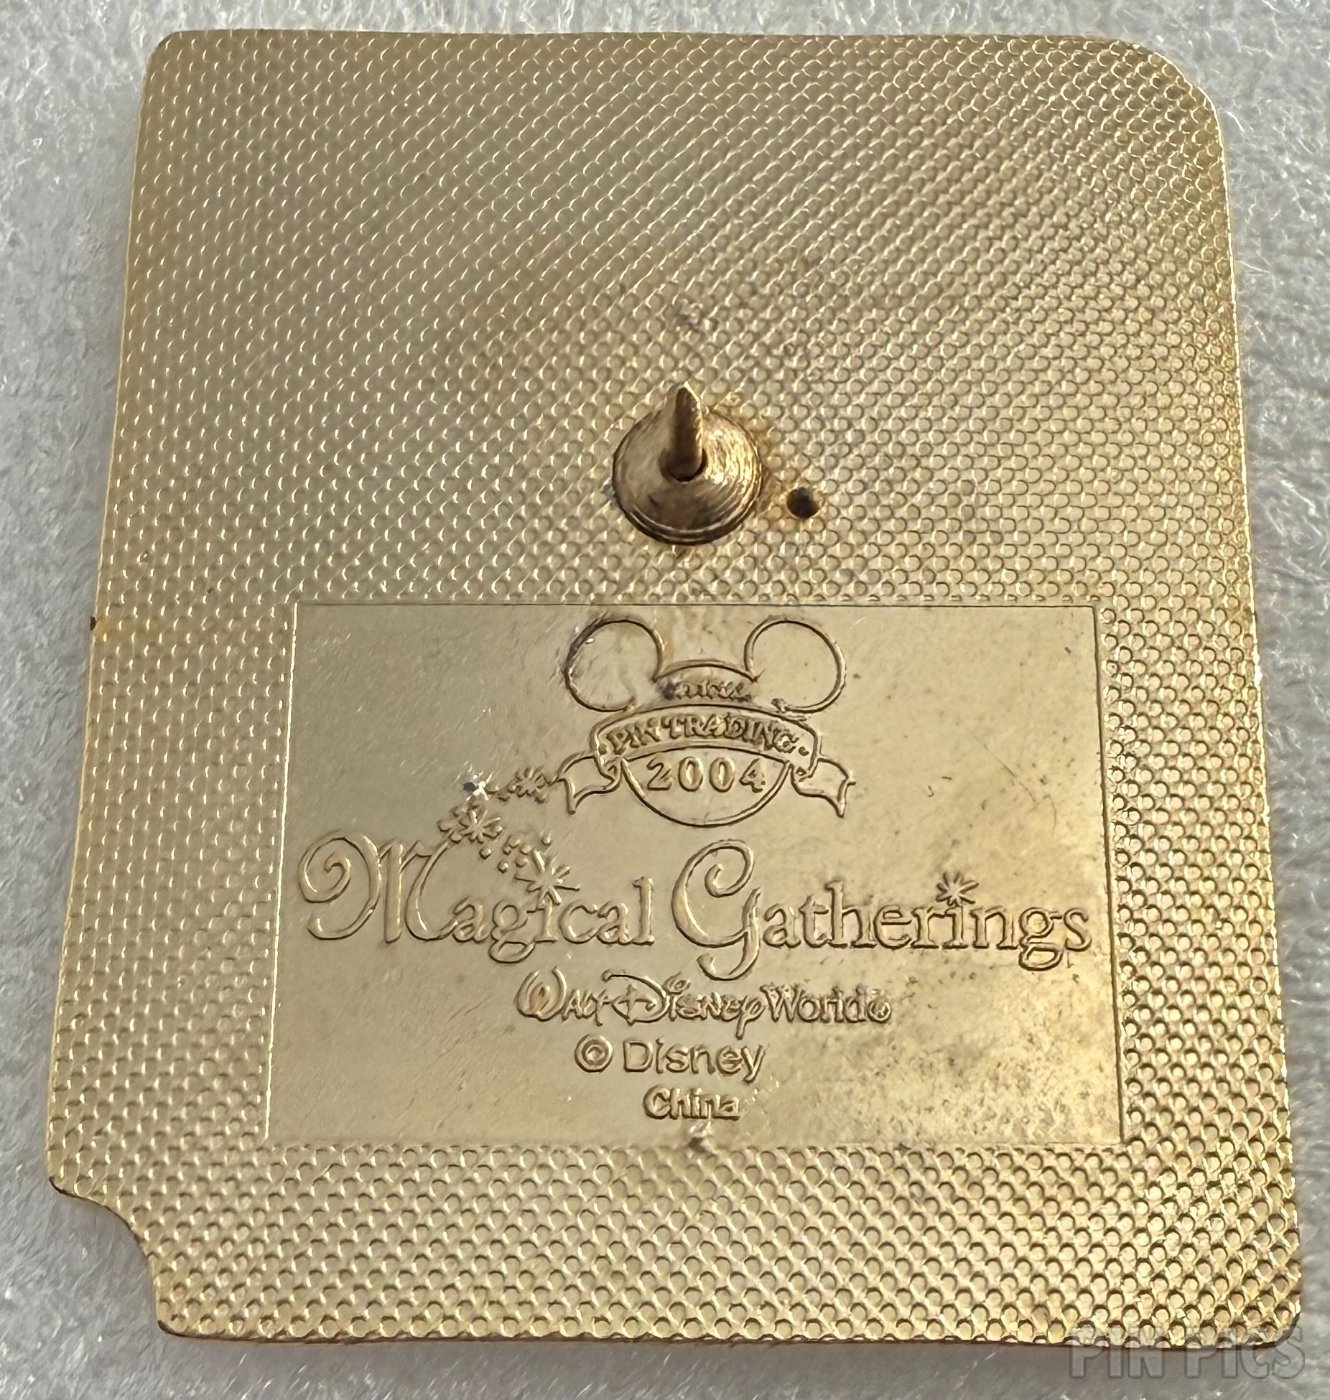 PIN TRADING
2004
Magical Gatherings
Walt Disney World®
© Disney
China
PIN PICS